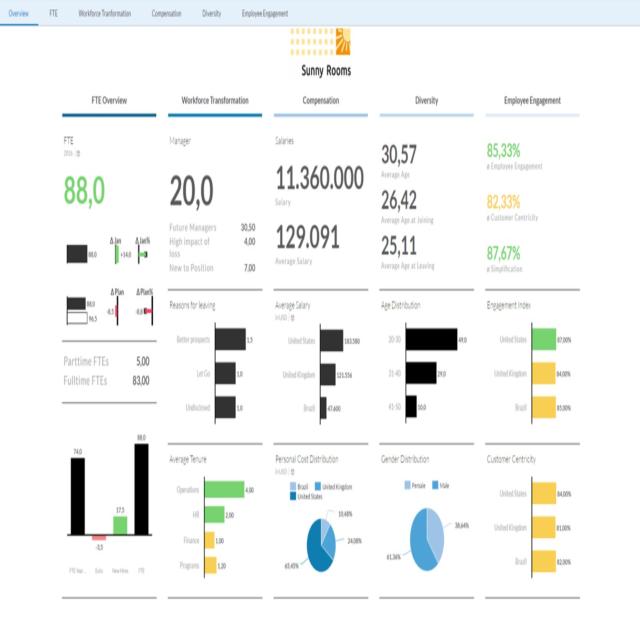 Overview FTE Workforce Tranformation Compensation Diversity Employee Engagement
Sunny Rooms
FTE Overview
FTE
88,0
Δ Jan Δ Jan%
88,0 +14,0
Δ Plan Δ Plan%
88,0
96,5 -8,5
Parttime FTEs 5,00
Fulltime FTEs 83,00
74,0 -3,5 17,5 88,0
New Hires FTE
Workforce Transformation
Manager
20,0
Future Managers 30,50
High impact of
loss 4,00
New to Position 7,00
Reasons for leaving
Better prospects 1,5
Let Go 1,0
Undisclosed 1,0
Average Tenure
Operations 4,00
HR 2,00
Finance 1,00
Programs 1,20
Compensation
Salaries
11.360.000
Salary
129.091
Average Salary
Average Salary
in USD
United States 183.580
United Kingdom 121.556
Brazil 47.600
Personal Cost Distribution
in USD
Brazil United Kingdom
United States
10,48%
24,08%
65,45%
Diversity
30,57
Average Age
26,42
Average Age at Joining
25,11
Average Age at Leaving
Age Distribution
20-30 49,0
31-40 29,0
41-50 10,0
Gender Distribution
Female Male
38,64%
61,36%
Employee Engagement
85,33%
ø Employee Engagement
82,33%
ø Customer Centricity
87,67%
ø Simplification
Engagement Index
United States 87,00%
United Kingdom 84,00%
Brazil 85,00%
Customer Centricity
United States 84,00%
United Kingdom 81,00%
Brazil 82,00%